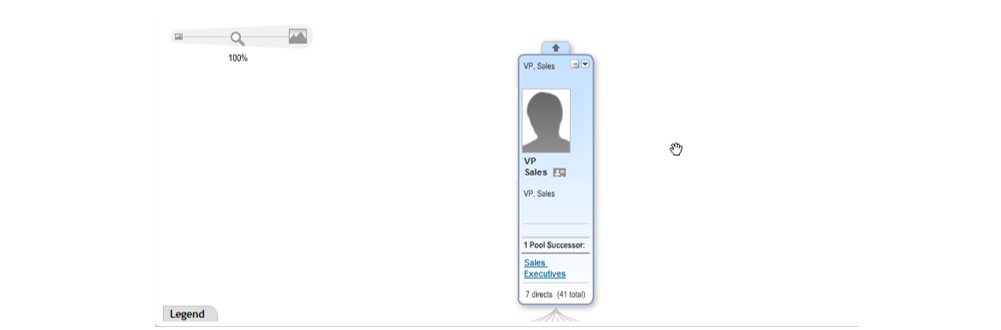 100%
VP, Sales
VP
Sales
VP, Sales
1 Pool Successor:
Sales
Executives
7 directs (41 total)
Legend